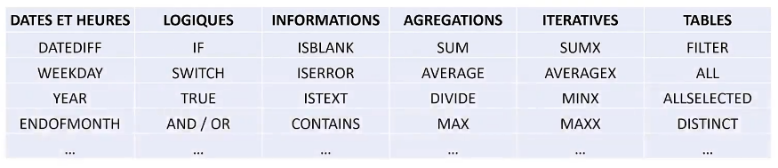 DATES ET HEURES LOGIQUES INFORMATIONS AGREGATIONS ITERATIVES TABLES
DATEDIFF IF ISBLANK SUM SUMX FILTER
WEEKDAY SWITCH ISERROR AVERAGE AVERAGEX ALL
YEAR TRUE ISTEXT DIVIDE MINX ALLSELECTED
ENDOFMONTH AND / OR CONTAINS MAX MAXX DISTINCT
... ... ... ... ... ...